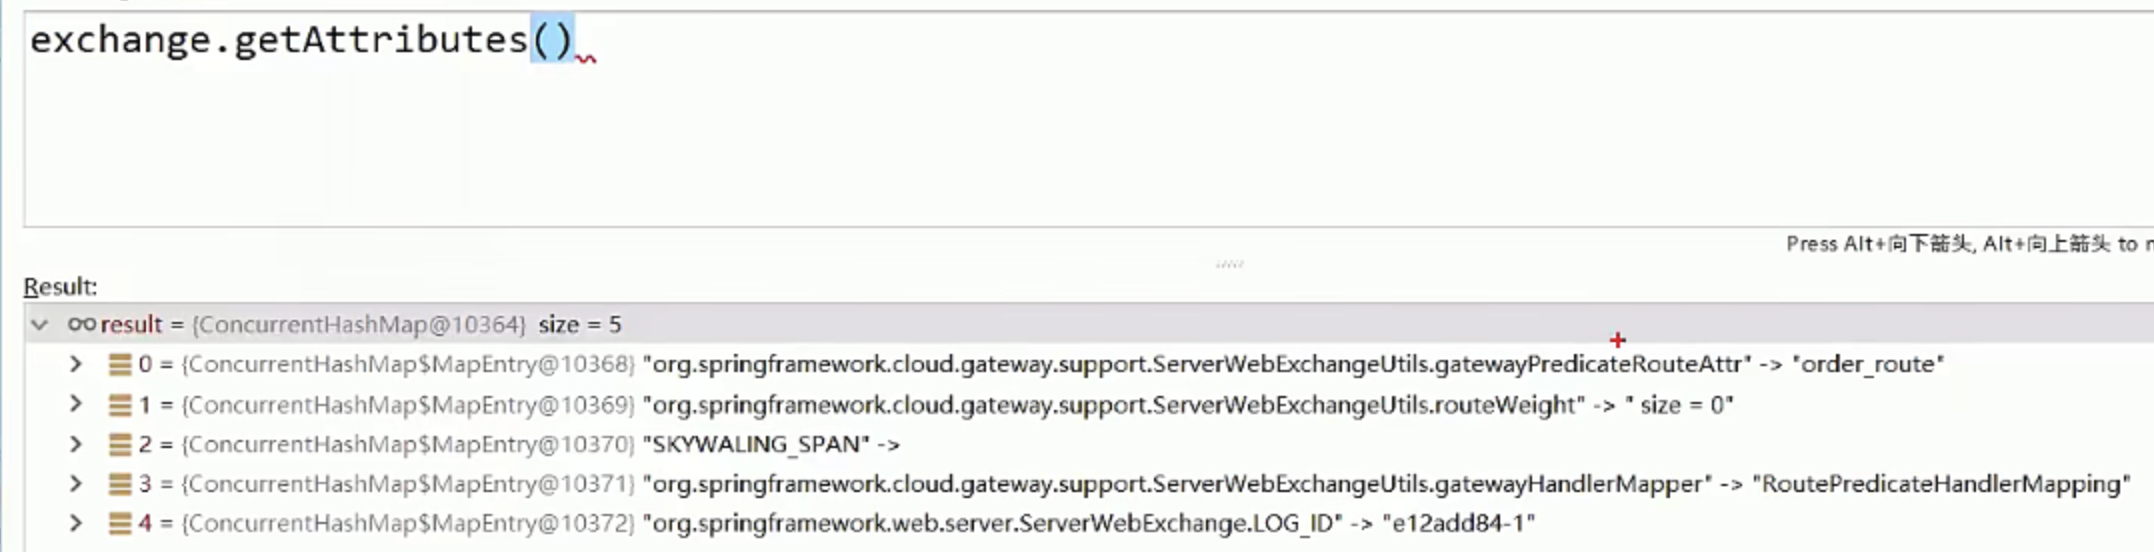 exchange.getAttributes()
Press Alt+向下箭头, Alt+向上箭头 to
Result:
result = {ConcurrentHashMap@10364} size = 5
0 = {ConcurrentHashMap$MapEntry@10368} "org.springframework.cloud.gateway.support.ServerWebExchangeUtils.gatewayPredicateRouteAttr" -> "order_route"
1 = {ConcurrentHashMap$MapEntry@10369} "org.springframework.cloud.gateway.support.ServerWebExchangeUtils.routeWeight" -> " size = 0"
2 = {ConcurrentHashMap$MapEntry@10370} "SKYWALING_SPAN" ->
3 = {ConcurrentHashMap$MapEntry@10371} "org.springframework.cloud.gateway.support.ServerWebExchangeUtils.gatewayHandlerMapper" -> "RoutePredicateHandlerMapping"
4 = {ConcurrentHashMap$MapEntry@10372} "org.springframework.web.server.ServerWebExchange.LOG_ID" -> "e12add84-1"